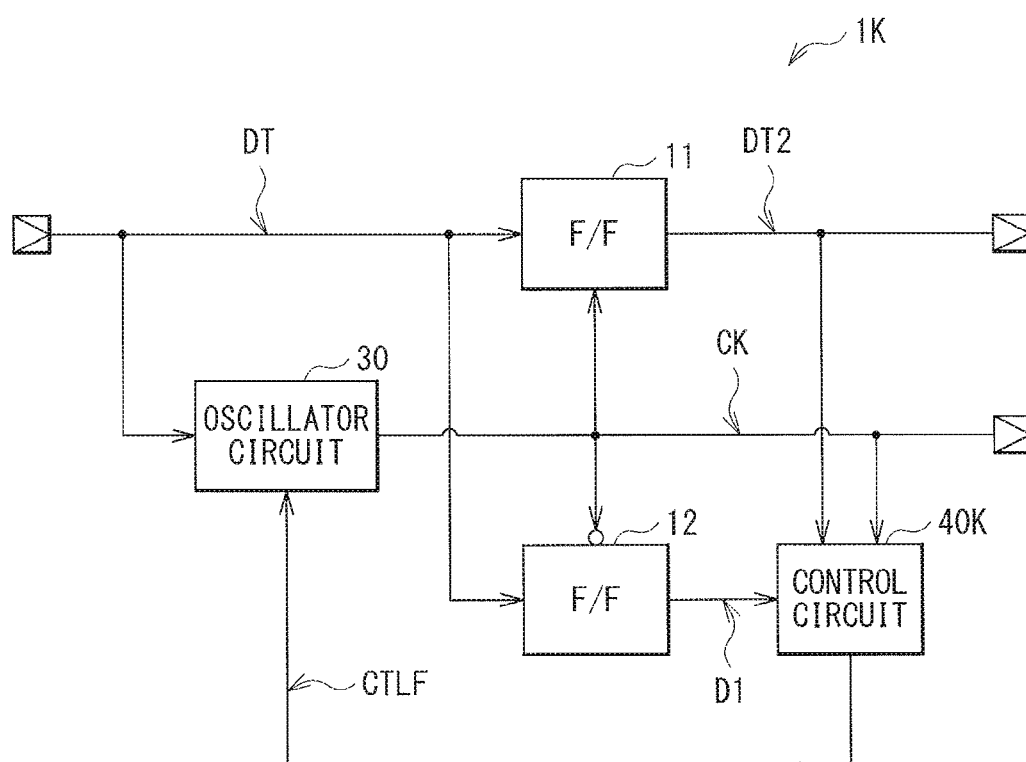 1K
DT
DT2
11
F/F
CK
30
OSCILLATOR
CIRCUIT
12
40K
F/F
CONTROL
CIRCUIT
D1
CTLF